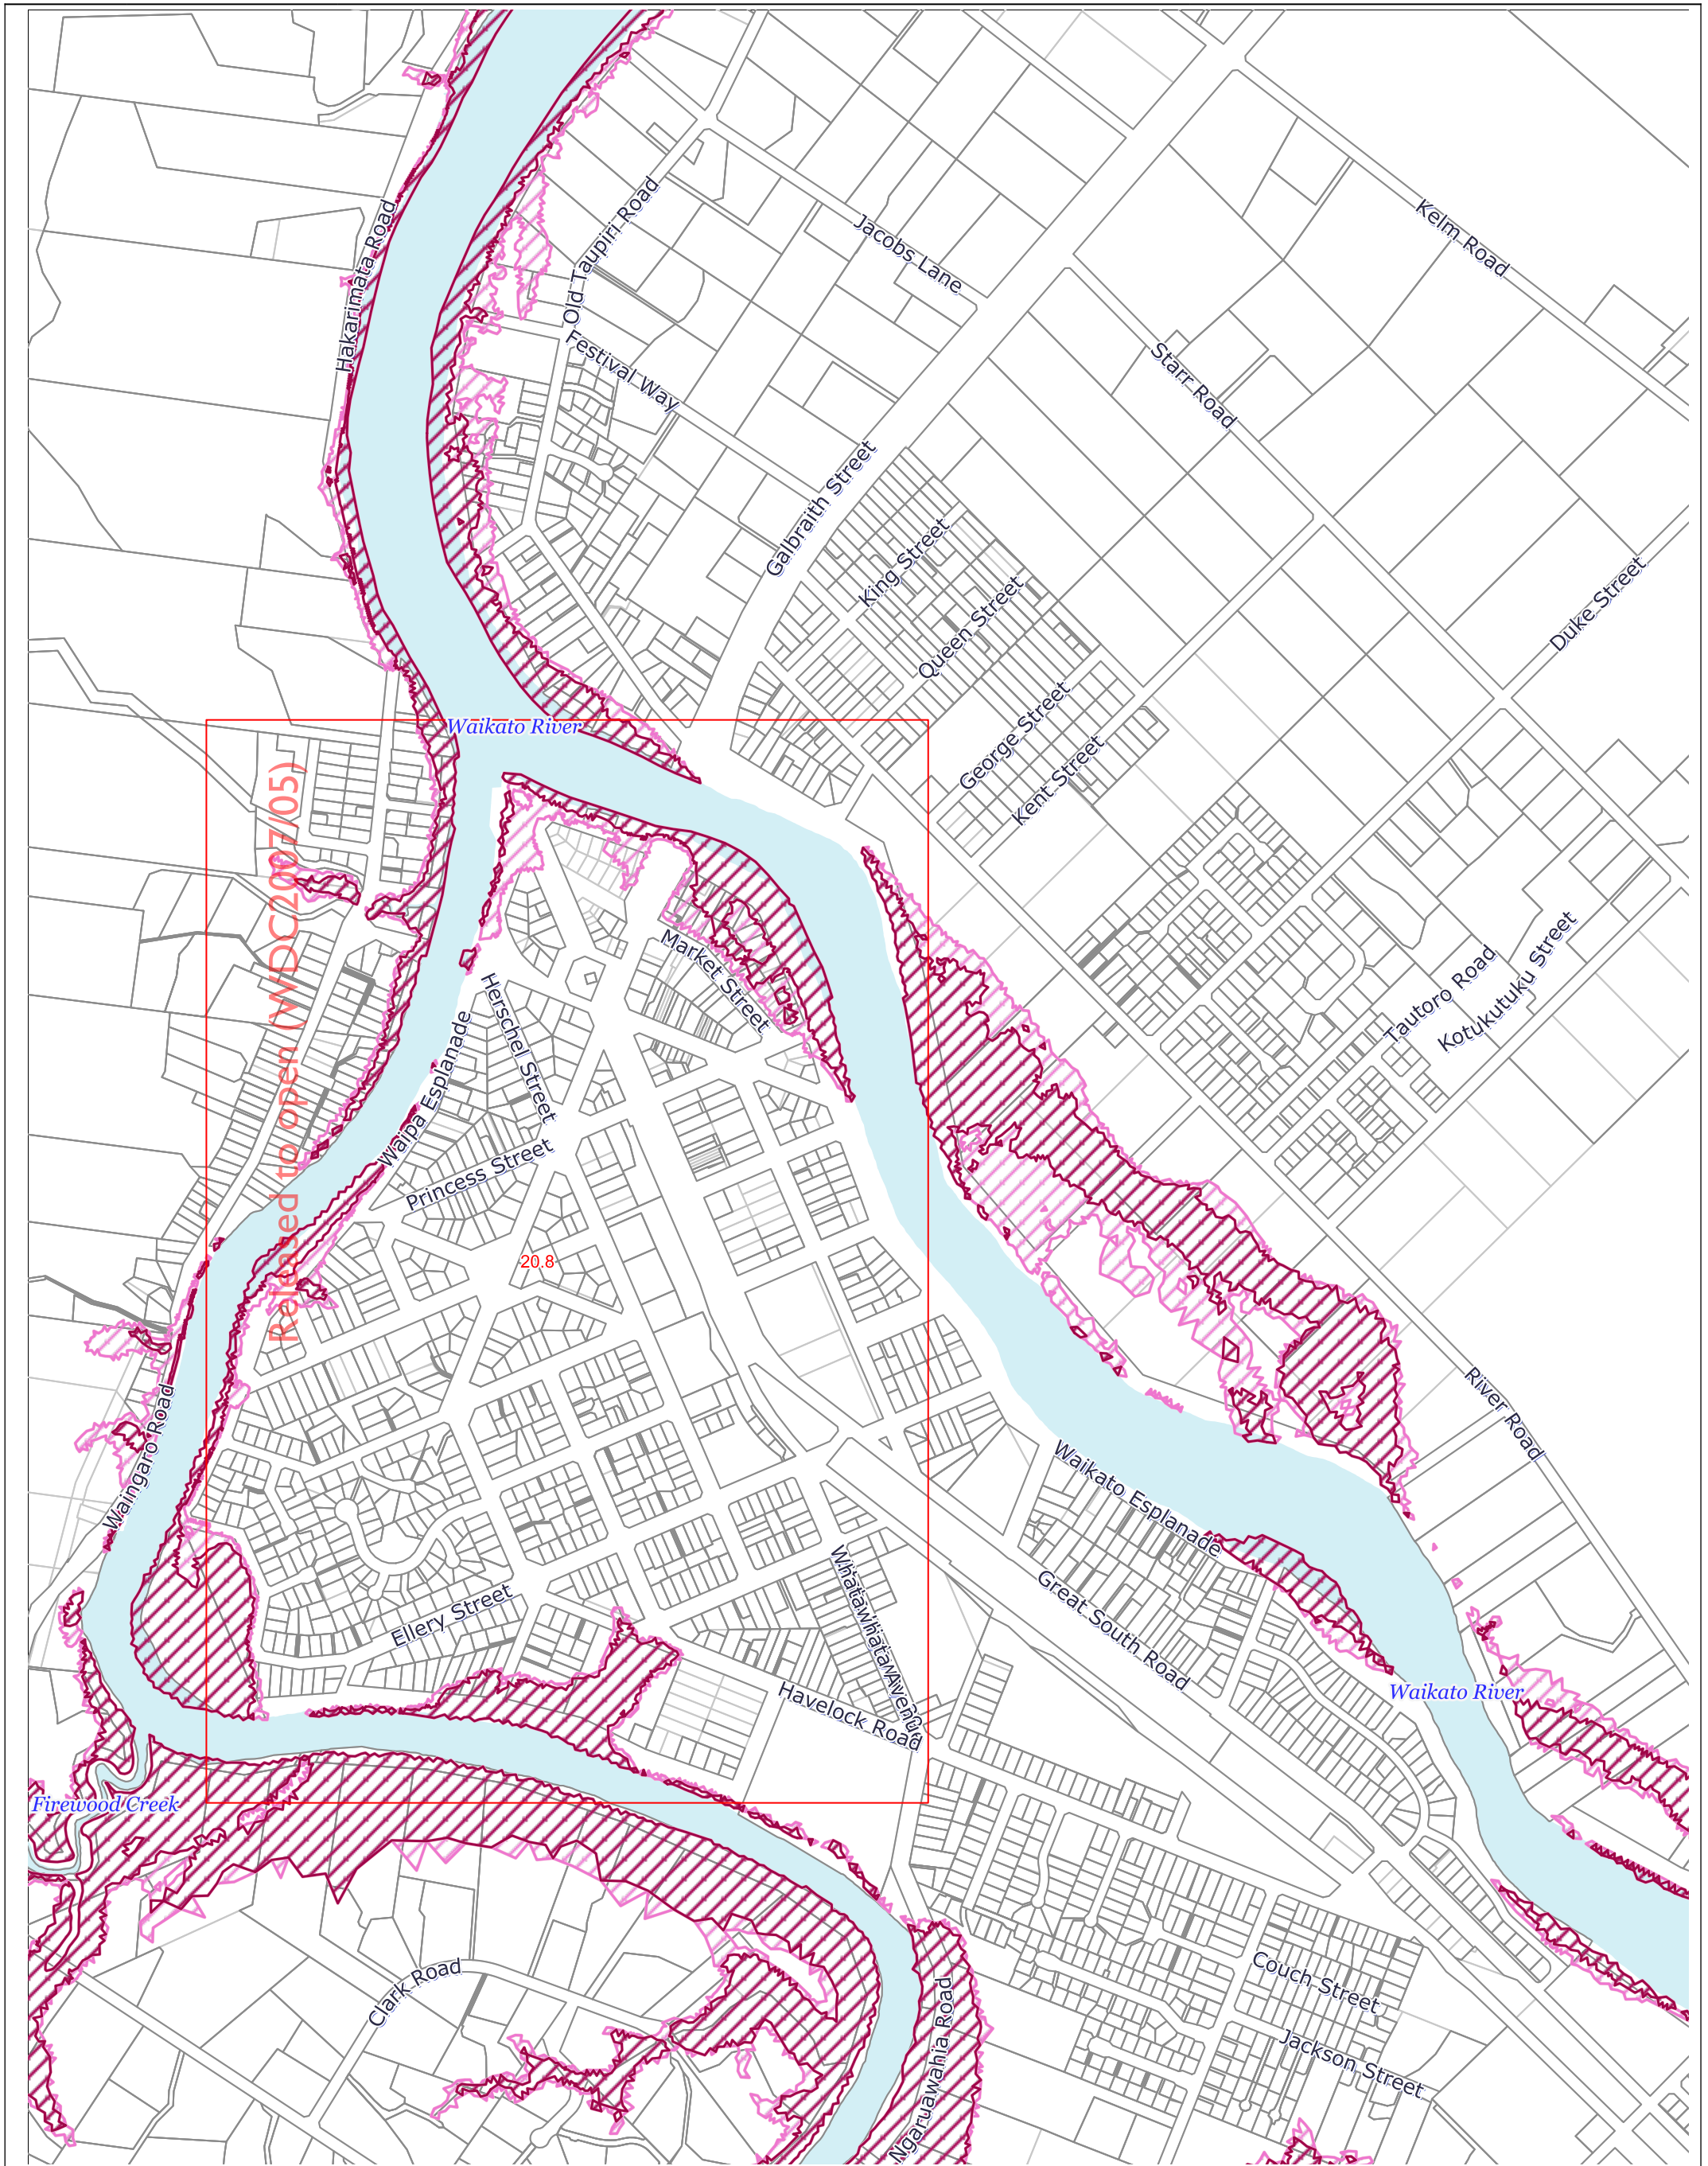 Hakarimata Road
Old Taupiri Road
Jacobs Lane
Kelm Road
Festival Way
Starr Road
Galbraith Street
King Street
Queen Street
Duke Street
George Street
Kent Street
Waikato River
Released to open (WDC2007/05)
Market Street
Herschel Street
Waipa Esplanade
Princess Street
Tautoro Road
Kotukutuku Street
20.8
River Road
Waingaro Road
Waikato Esplanade
Ellery Street
Whatawhata Avenue
Great South Road
Havelock Road
Waikato River
Firewood Creek
Clark Road
Couch Street
Jackson Street
Ngaruawahia Road